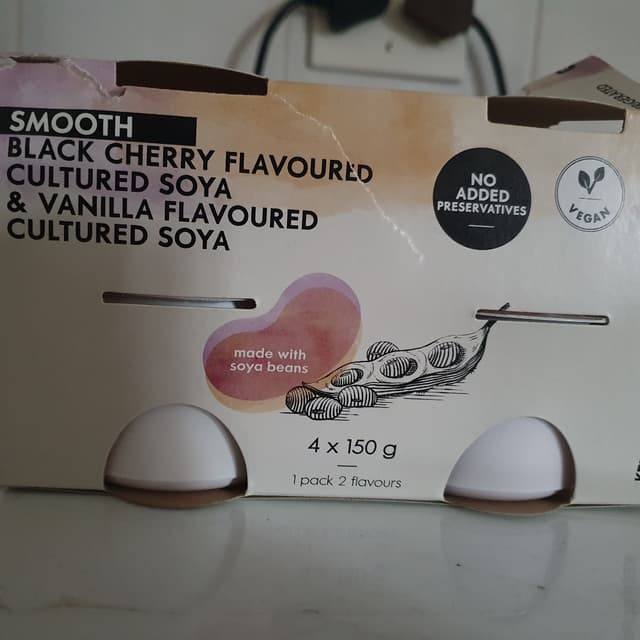 SMOOTH
BLACK CHERRY FLAVOURED
CULTURED SOYA
& VANILLA FLAVOURED
CULTURED SOYA
NO
ADDED
PRESERVATIVES
VEGAN
made with
soya beans
4 x 150 g
1 pack 2 flavours